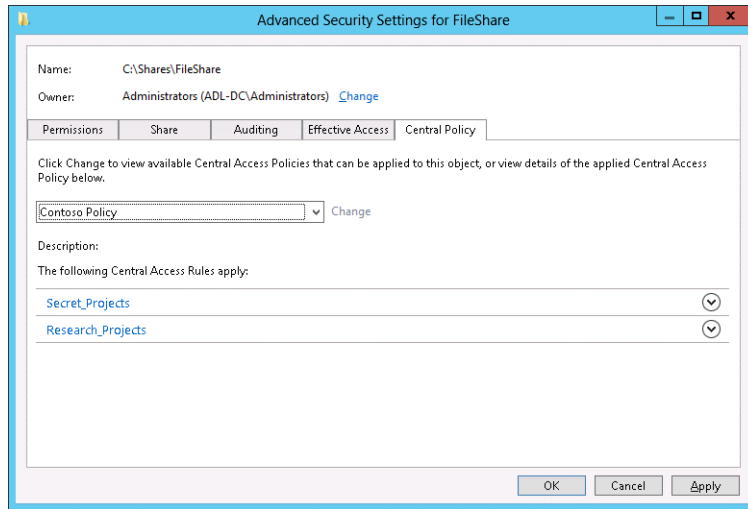 Advanced Security Settings for FileShare
Name: C:\Shares\FileShare
Owner: Administrators (ADL-DC\Administrators) Change
Permissions Share Auditing Effective Access Central Policy
Click Change to view available Central Access Policies that can be applied to this object, or view details of the applied Central Access
Policy below.
Contoso Policy Change
Description:
The following Central Access Rules apply:
Secret_Projects
Research_Projects
OK Cancel Apply